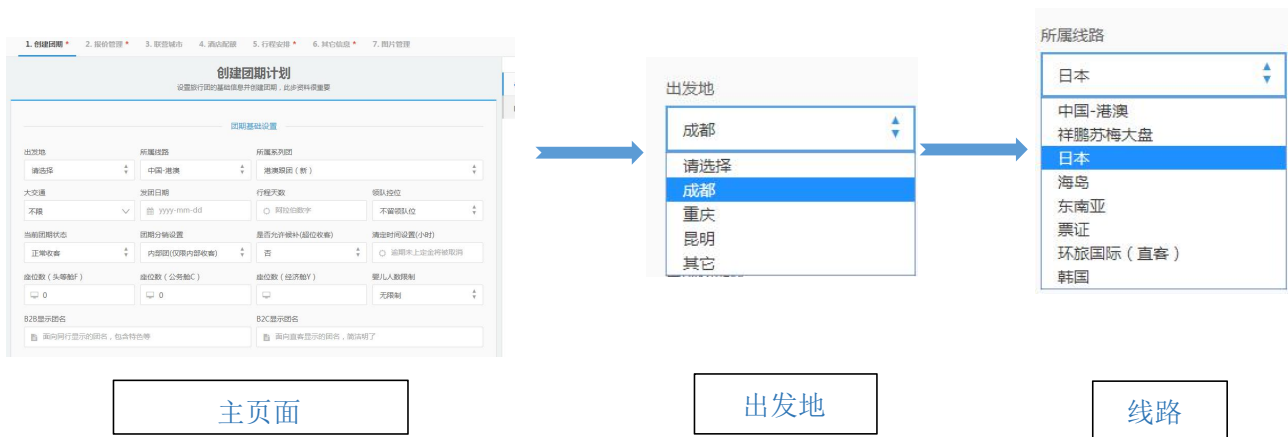 1. 创建团期 * 2. 报价管理 * 3. 联营城市 4. 酒店配置 5. 行程安排 * 6. 其它信息 * 7. 图片管理
创建团期计划
设置旅行团的基础信息并创建团期，此步资料很重要
团期基础设置
出发地 所属线路 所属系列团
请选择 中国-港澳 港澳跟团（新）
大交通 发团日期 行程天数 领队控位
不限 yyyy-mm-dd 阿拉伯数字 不留领队位
当前团期状态 团期分销设置 是否允许候补(超位收客) 清定时间设置(小时)
正常收客 内部团(仅限内部收客) 否 逾期未上定金将被取消
座位数（头等舱F） 座位数（公务舱C） 座位数（经济舱Y） 婴儿人数限制
0 0 无限制
B2B显示团名 B2C显示团名
面向同行显示的团名，包含特色等 面向直客显示的团名，简洁明了
主页面
出发地
成都
请选择
成都
重庆
昆明
其它
出发地
所属线路
日本
中国-港澳
祥鹏苏梅大盘
日本
海岛
东南亚
票证
环旅国际（直客）
韩国
线路